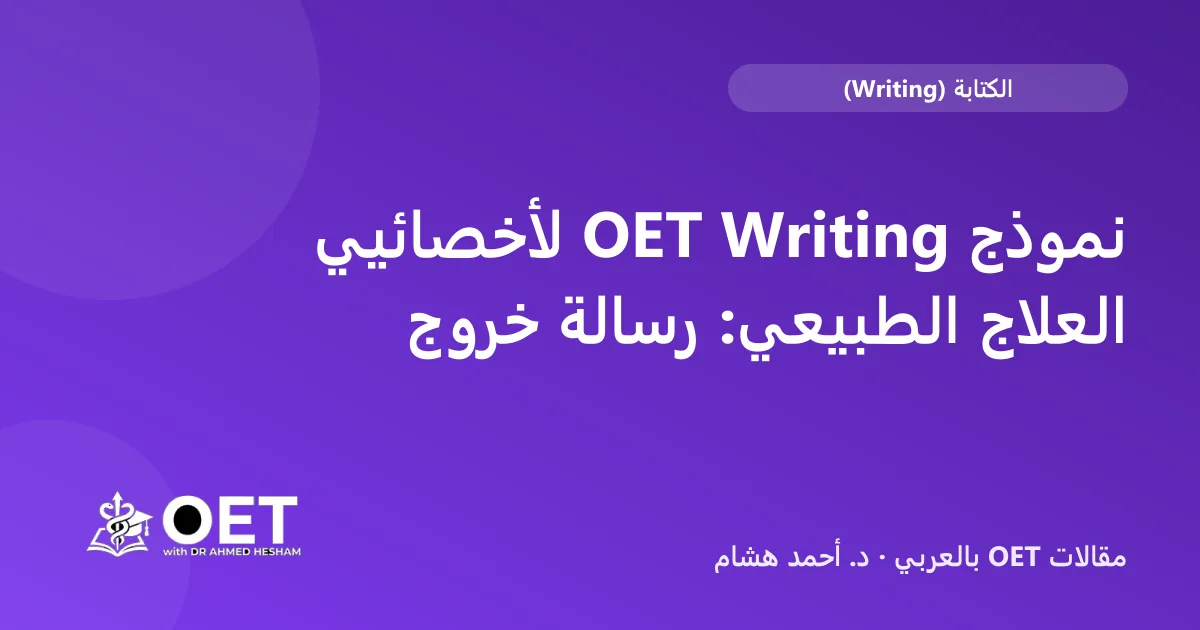 الكتابة (Writing)
نموذج OET Writing لأخصائيي
العلاج الطبيعي: رسالة خروج
OET
with DR AHMED HESHAM
مقالات OET بالعربي · د. أحمد هشام